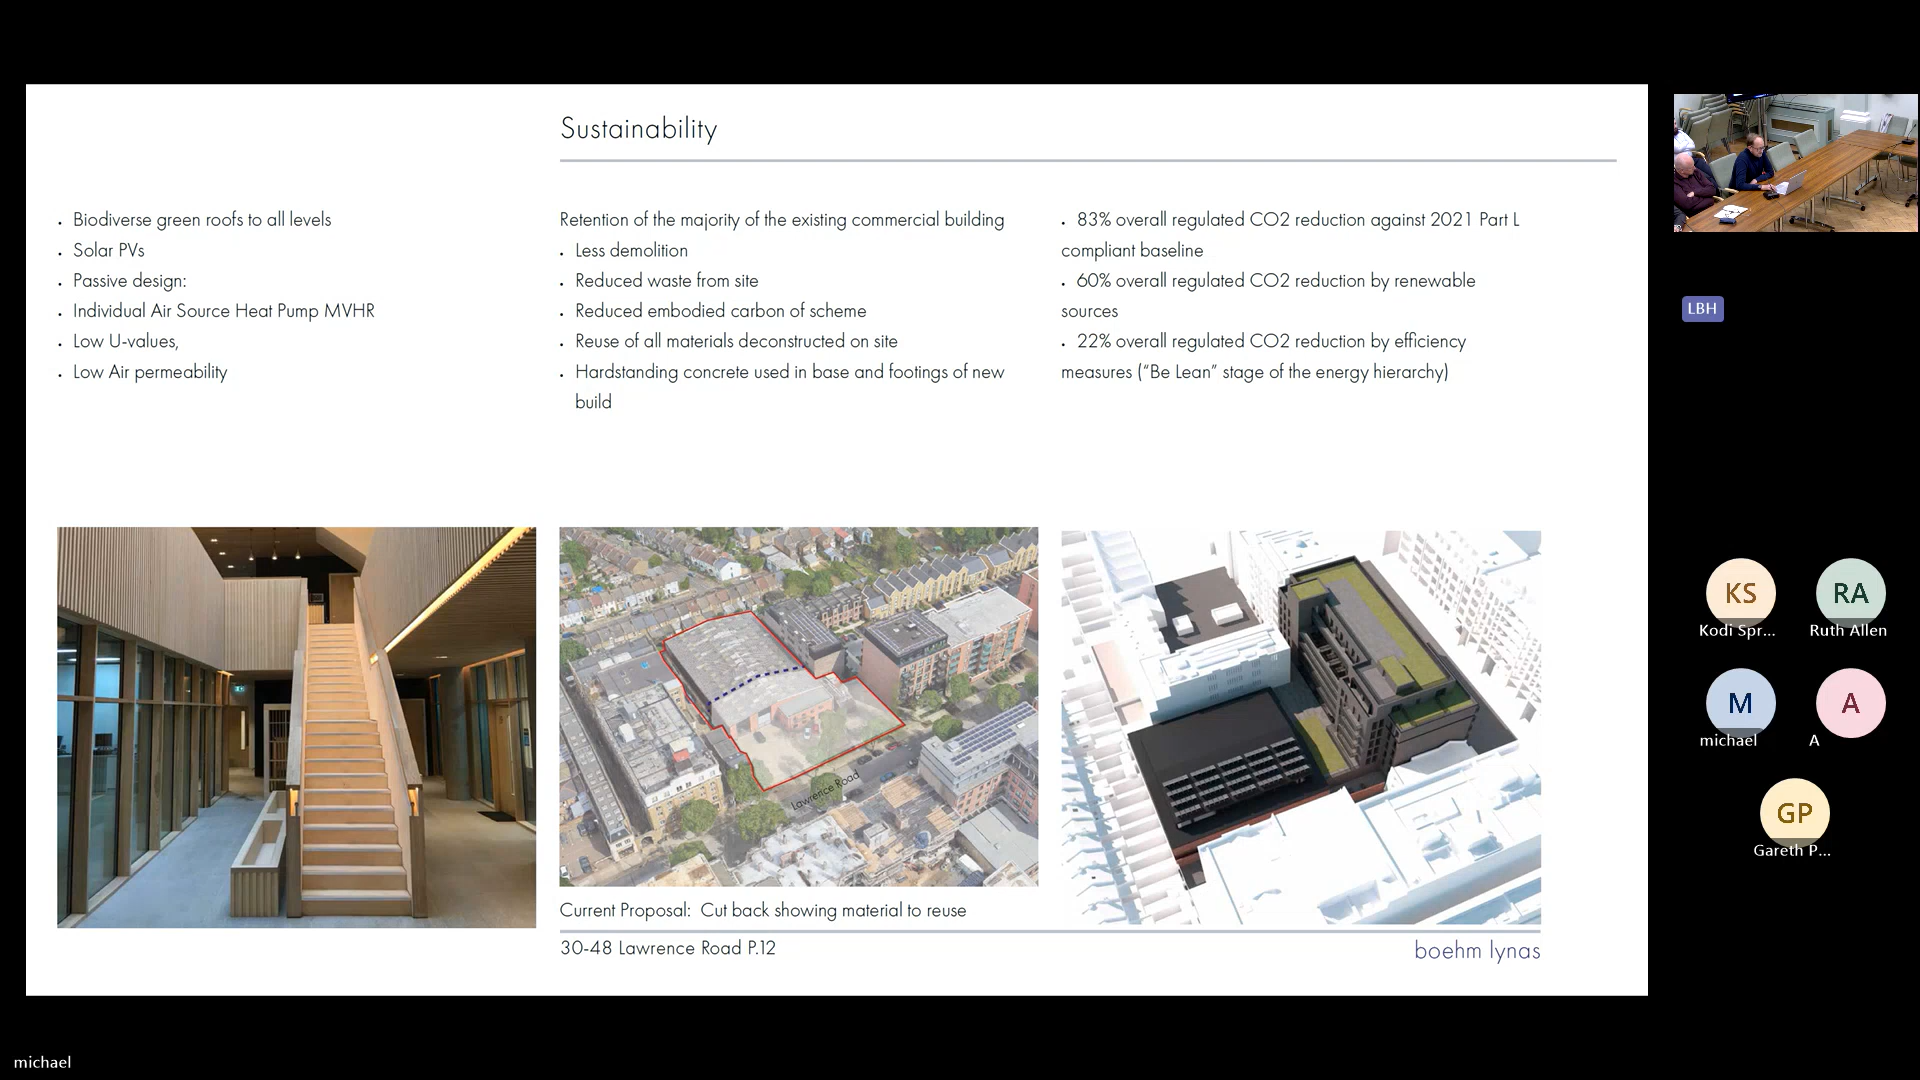 Sustainability
. Biodiverse green roofs to all levels
. Solar PVs
. Passive design:
. Individual Air Source Heat Pump MVHR
. Low U-values,
. Low Air permeability
Retention of the majority of the existing commercial building
. Less demolition
. Reduced waste from site
. Reduced embodied carbon of scheme
. Reuse of all materials deconstructed on site
. Hardstanding concrete used in base and footings of new
build
. 83% overall regulated CO2 reduction against 2021 Part L
compliant baseline
. 60% overall regulated CO2 reduction by renewable
sources
. 22% overall regulated CO2 reduction by efficiency
measures (“Be Lean” stage of the energy hierarchy)
Lawrence Road
Current Proposal: Cut back showing material to reuse
30-48 Lawrence Road P.12
boehm lynas
LBH
KS
Kodi Spr...
RA
Ruth Allen
M
michael
A
A
GP
Gareth P...
michael